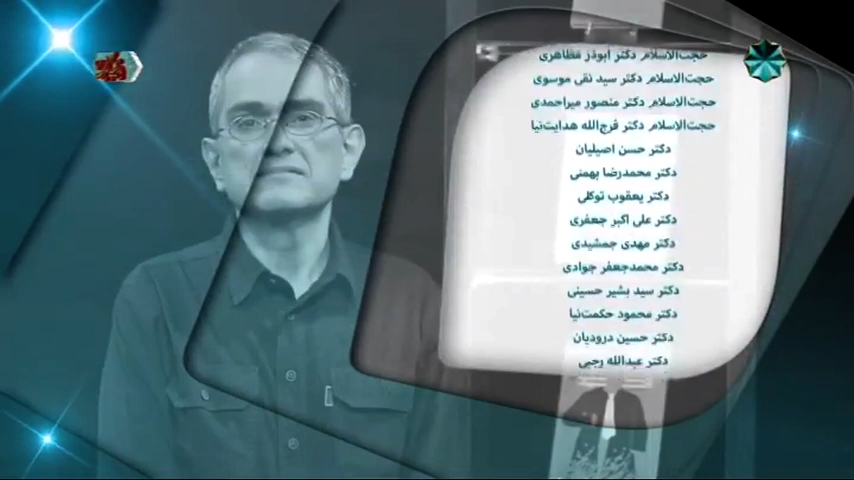 حجت‌الاسلام دکتر ابوذر مظاهری
حجت‌الاسلام دکتر سید نقی موسوی
حجت‌الاسلام دکتر منصور میراحمدی
حجت‌الاسلام دکتر فرج‌الله هدایت‌نیا
دکتر حسن اصیلیان
دکتر محمدرضا بهمنی
دکتر یعقوب توکلی
دکتر علی اکبر جعفری
دکتر مهدی جمشیدی
دکتر محمدجعفر جوادی
دکتر سید بشیر حسینی
دکتر محمود حکمت‌نیا
دکتر حسین درودیان
دکتر عبدالله رجبی